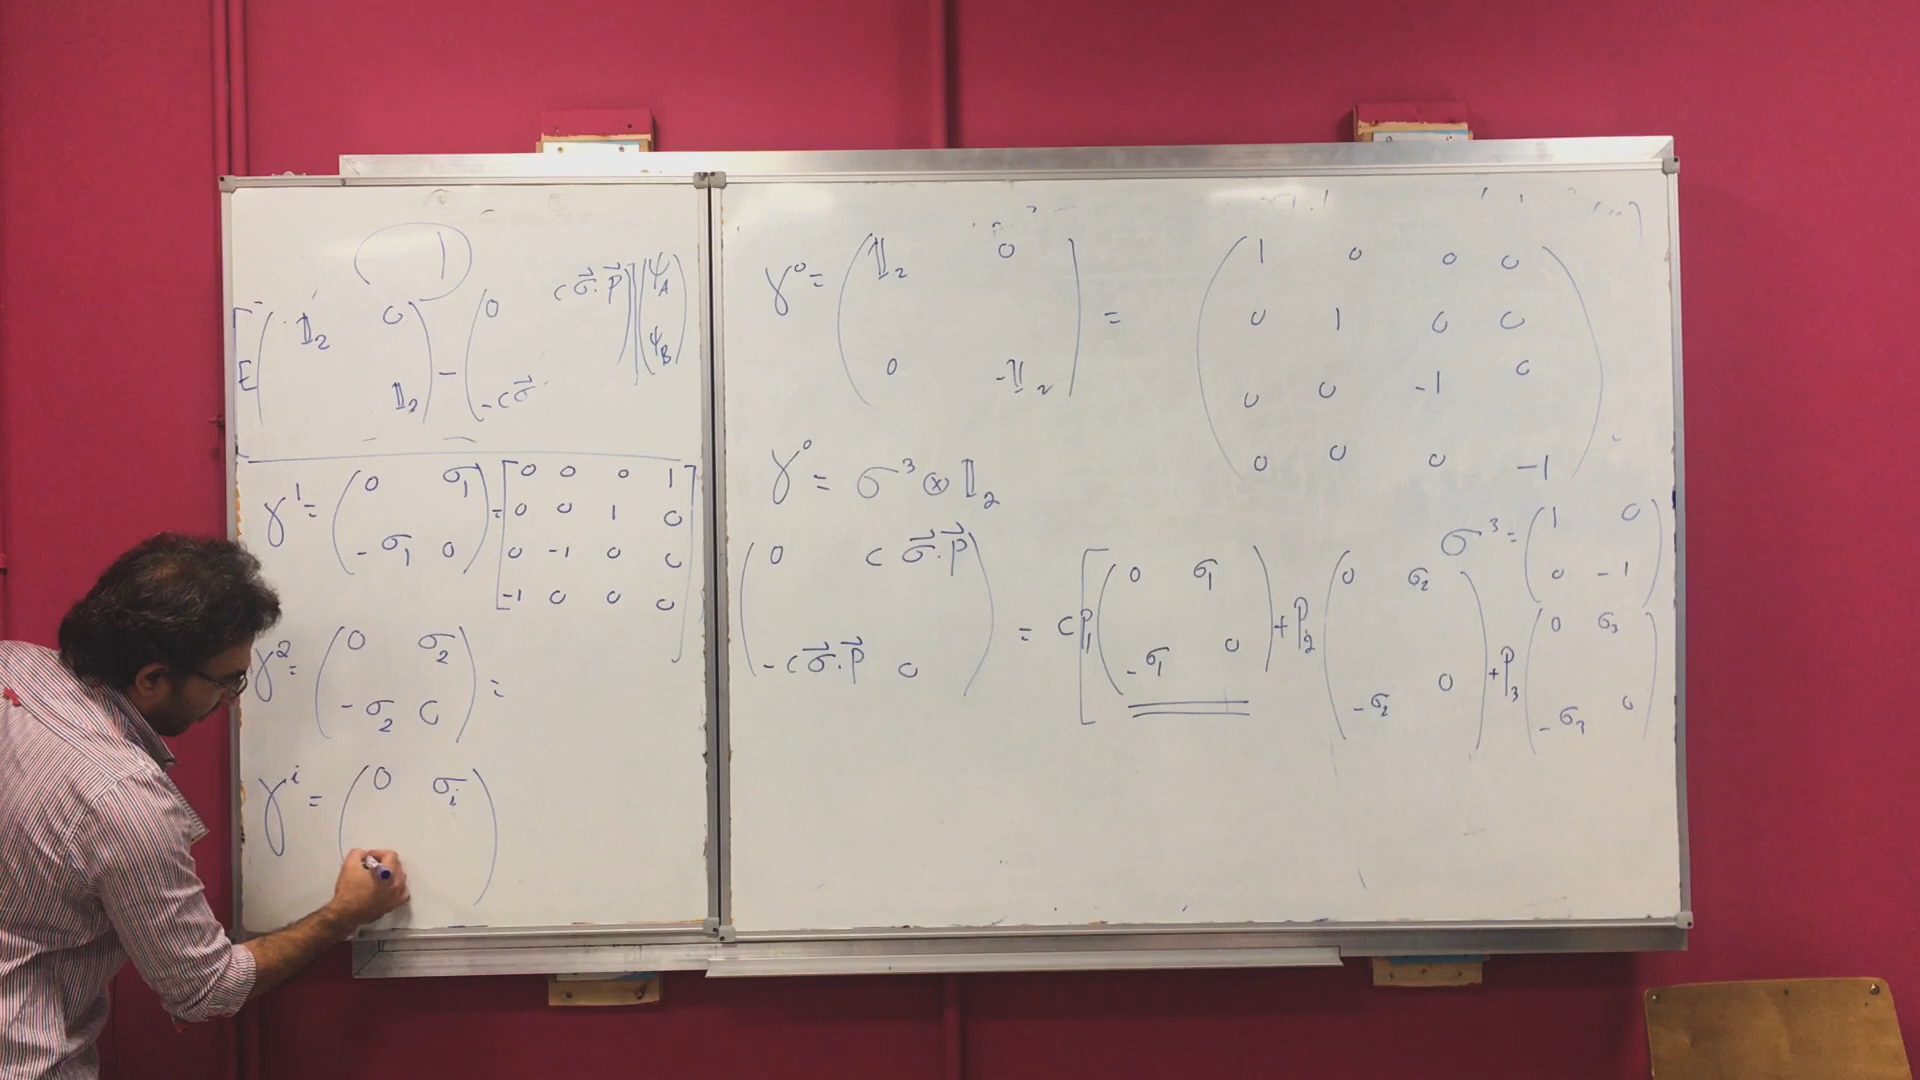 [E ( 𝟙₂ 0
𝟙₂ ) - ( 0 c σ⃗·p⃗
-c σ⃗· ) ] ( ψ_A
ψ_B )
γ¹ = ( 0 σ₁
-σ₁ 0 ) = [ 0 0 0 1
0 0 1 0
0 -1 0 0
-1 0 0 0 ]
γ² = ( 0 σ₂
-σ₂ 0 ) =
γⁱ = ( 0 σᵢ )
γ⁰ = ( 𝟙₂ 0
0 -𝟙₂ ) = ( 1 0 0 0
0 1 0 0
0 0 -1 0
0 0 0 -1 )
γ⁰ = σ³ ⊗ 𝟙₂
σ³ = ( 1 0
0 -1 )
( 0 c σ⃗·p⃗
-c σ⃗·p⃗ 0 ) = c [ P₁ ( 0 σ₁
-σ₁ 0 ) + P₂ ( 0 σ₂
-σ₂ 0 ) + P₃ ( 0 σ₃
-σ₃ 0 )